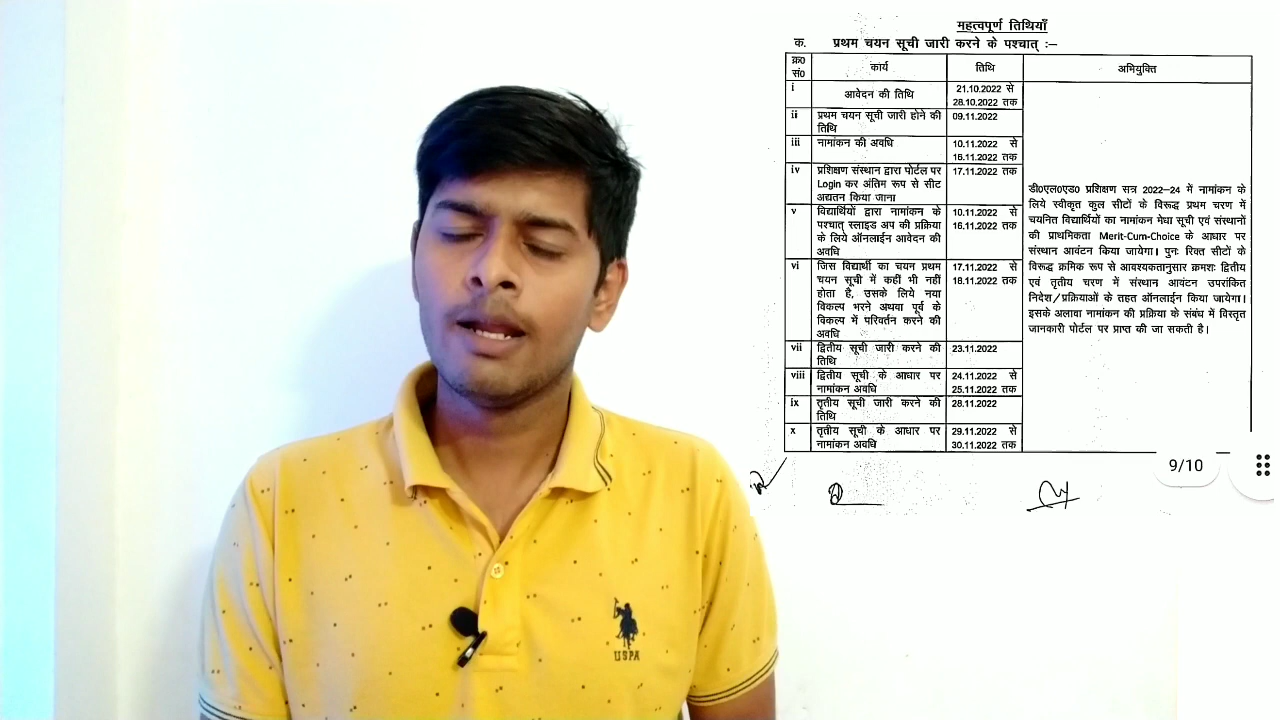 महत्वपूर्ण तिथियाँ
क. प्रथम चयन सूची जारी करने के पश्चात् :–
क्र० सं० कार्य तिथि अभियुक्ति
i आवेदन की तिथि 21.10.2022 से
28.10.2022 तक
ii प्रथम चयन सूची जारी होने की 09.11.2022
तिथि
iii नामांकन की अवधि 10.11.2022 से
16.11.2022 तक
iv प्रशिक्षण संस्थान द्वारा पोर्टल पर 17.11.2022 तक
Login कर अंतिम रूप से सीट
अद्यतन किया जाना
v विद्यार्थियों द्वारा नामांकन के 10.11.2022 से
पश्चात् स्लाइड अप की प्रक्रिया 16.11.2022 तक
के लिये ऑनलाईन आवेदन की
अवधि
vi जिस विद्यार्थी का चयन प्रथम 17.11.2022 से
चयन सूची में कहीं भी नहीं 18.11.2022 तक
होता है, उसके लिये नया
विकल्प भरने अथवा पूर्व के
विकल्प में परिवर्तन करने की
अवधि
vii द्वितीय सूची जारी करने की 23.11.2022
तिथि
viii द्वितीय सूची के आधार पर 24.11.2022 से
नामांकन अवधि 25.11.2022 तक
ix तृतीय सूची जारी करने की 28.11.2022
तिथि
x तृतीय सूची के आधार पर 29.11.2022 से
नामांकन अवधि 30.11.2022 तक
डी०एल०एड० प्रशिक्षण सत्र 2022–24 में नामांकन के
लिये स्वीकृत कुल सीटों के विरूद्ध प्रथम चरण में
चयनित विद्यार्थियों का नामांकन मेधा सूची एवं संस्थानों
की प्राथमिकता Merit-Cum-Choice के आधार पर
संस्थान आवंटन किया जायेगा। पुनः रिक्त सीटों के
विरूद्ध क्रमिक रूप से आवश्यकतानुसार क्रमशः द्वितीय
एवं तृतीय चरण में संस्थान आवंटन उपरांकित
निदेश/प्रक्रियाओं के तहत ऑनलाईन किया जायेगा।
इसके अलावा नामांकन की प्रक्रिया के संबंध में विस्तृत
जानकारी पोर्टल पर प्राप्त की जा सकती है।
9/10
USPA